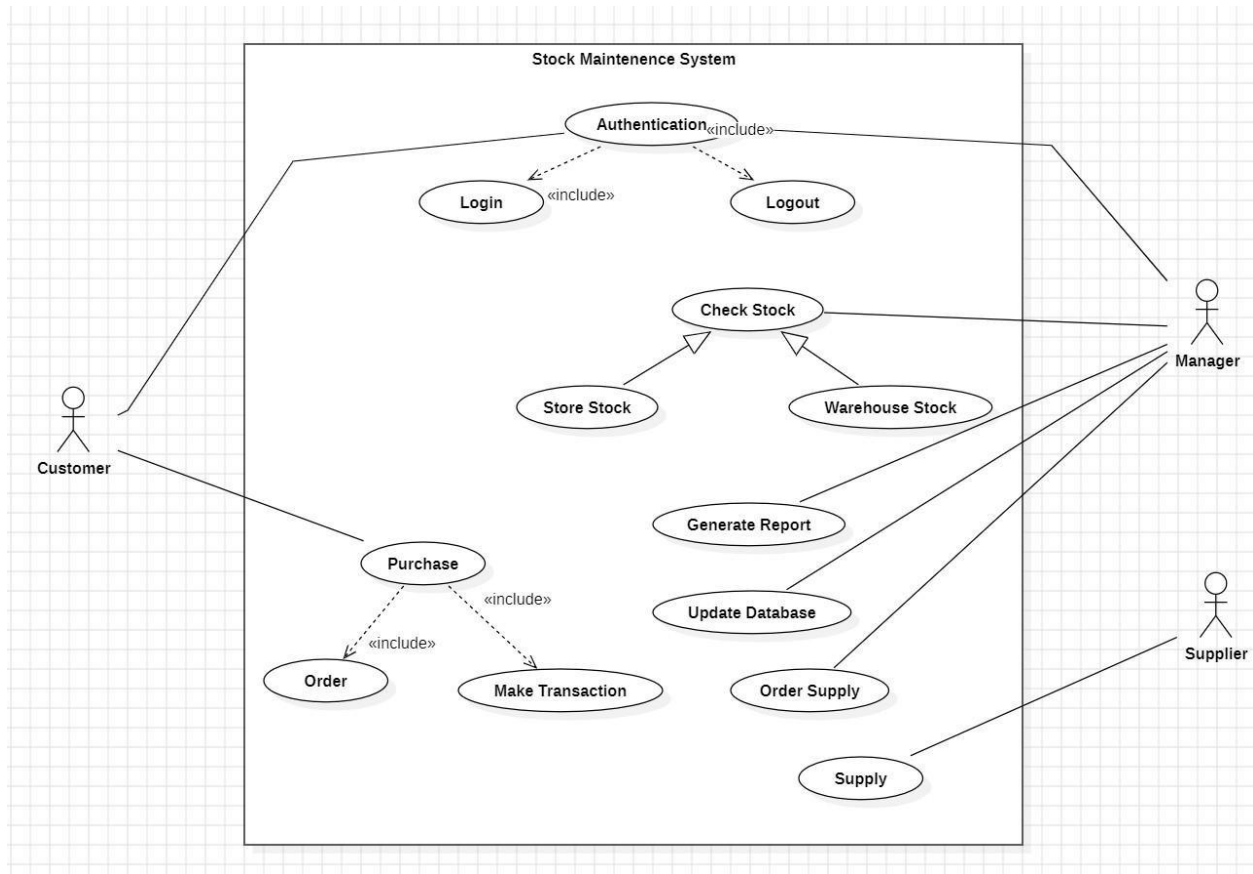 Stock Maintenence System
Authentication
«include»
Login
«include»
Logout
Check Stock
Manager
Store Stock
Warehouse Stock
Customer
Generate Report
Purchase
«include»
Update Database
«include»
Supplier
Order
Make Transaction
Order Supply
Supply